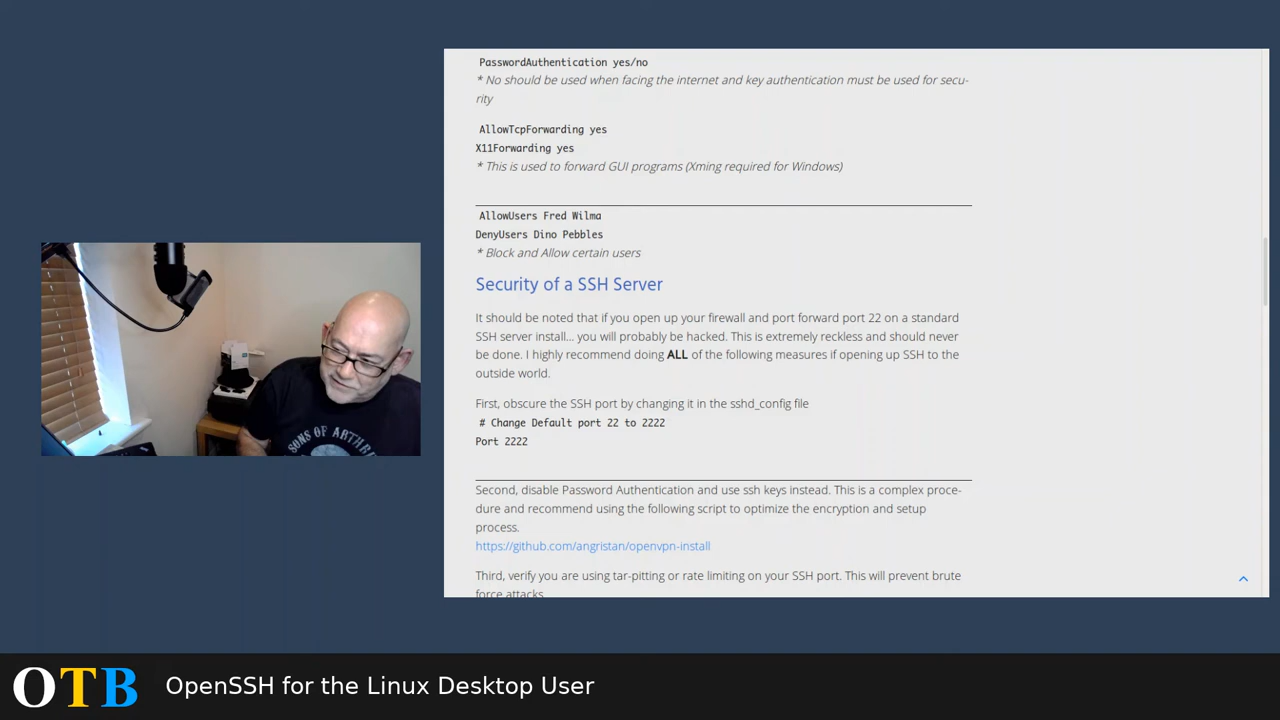 PasswordAuthentication yes/no
* No should be used when facing the internet and key authentication must be used for secu-
rity
AllowTcpForwarding yes
X11Forwarding yes
* This is used to forward GUI programs (Xming required for Windows)
AllowUsers Fred Wilma
DenyUsers Dino Pebbles
* Block and Allow certain users
Security of a SSH Server
It should be noted that if you open up your firewall and port forward port 22 on a standard
SSH server install... you will probably be hacked. This is extremely reckless and should never
be done. I highly recommend doing ALL of the following measures if opening up SSH to the
outside world.
First, obscure the SSH port by changing it in the sshd_config file
# Change Default port 22 to 2222
Port 2222
Second, disable Password Authentication and use ssh keys instead. This is a complex proce-
dure and recommend using the following script to optimize the encryption and setup
process.
https://github.com/angristan/openvpn-install
Third, verify you are using tar-pitting or rate limiting on your SSH port. This will prevent brute
force attacks
SONS OF ARTHR
OTB OpenSSH for the Linux Desktop User